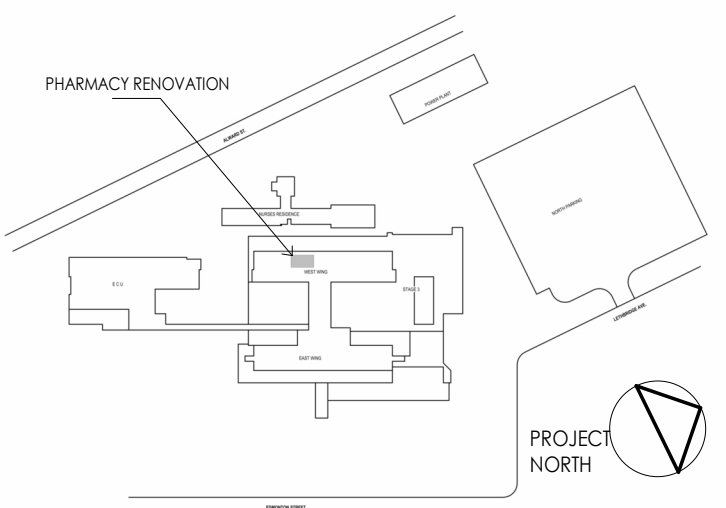 PHARMACY RENOVATION
POWER PLANT
ALWARD ST.
NORTH PARKING
NURSES RESIDENCE
WEST WING
E C U
STAGE 3
LETHBRIDGE AVE.
EAST WING
PROJECT
NORTH
EDMONTON STREET